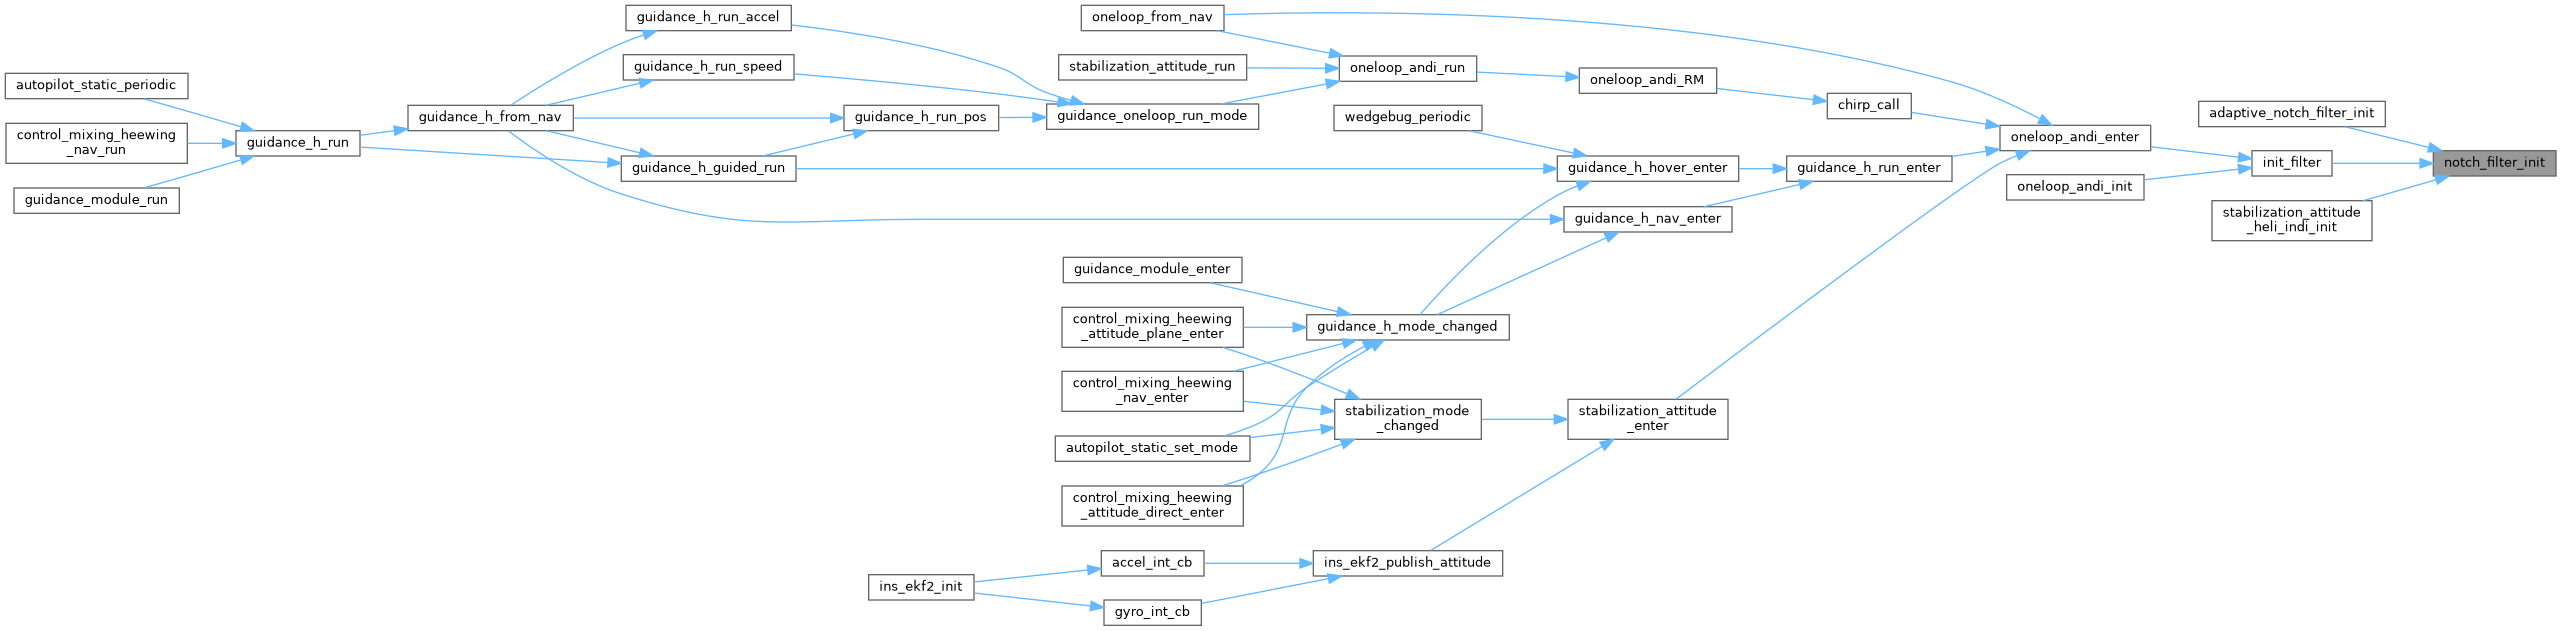 guidance_h_run_accel
oneloop_from_nav
guidance_h_run_speed
stabilization_attitude_run
oneloop_andi_run
oneloop_andi_RM
autopilot_static_periodic
chirp_call
adaptive_notch_filter_init
guidance_h_from_nav
guidance_h_run_pos
guidance_oneloop_run_mode
wedgebug_periodic
control_mixing_heewing
_nav_run
guidance_h_run
oneloop_andi_enter
guidance_h_guided_run
guidance_h_hover_enter
guidance_h_run_enter
init_filter
notch_filter_init
guidance_module_run
oneloop_andi_init
guidance_h_nav_enter
stabilization_attitude
_heli_indi_init
guidance_module_enter
control_mixing_heewing
_attitude_plane_enter
guidance_h_mode_changed
control_mixing_heewing
_nav_enter
stabilization_mode
_changed
stabilization_attitude
_enter
autopilot_static_set_mode
control_mixing_heewing
_attitude_direct_enter
accel_int_cb
ins_ekf2_publish_attitude
ins_ekf2_init
gyro_int_cb